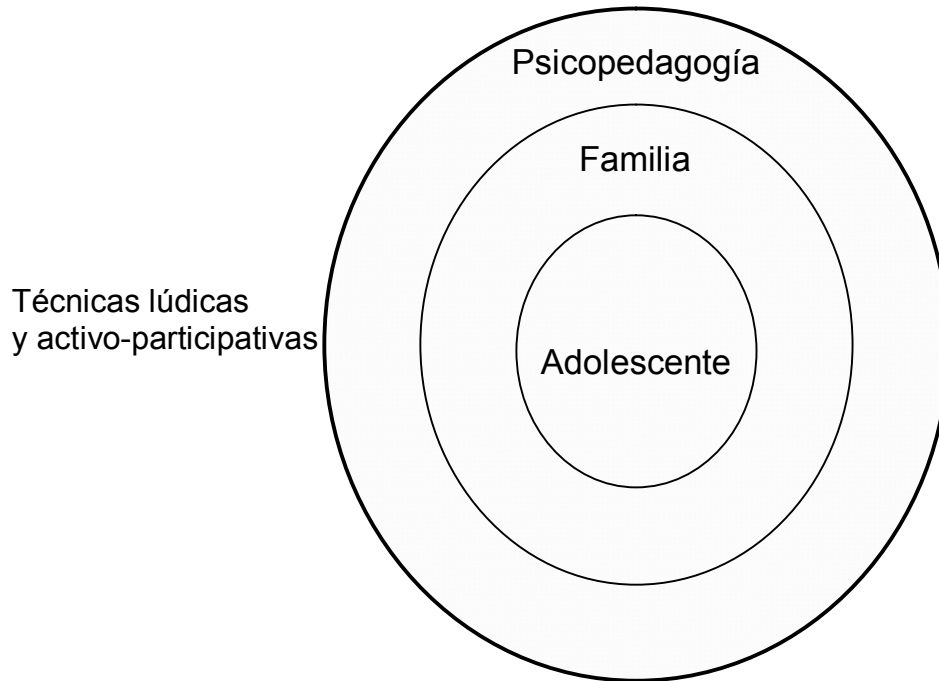 Psicopedagogía
Familia
Técnicas lúdicas
y activo-participativas
Adolescente